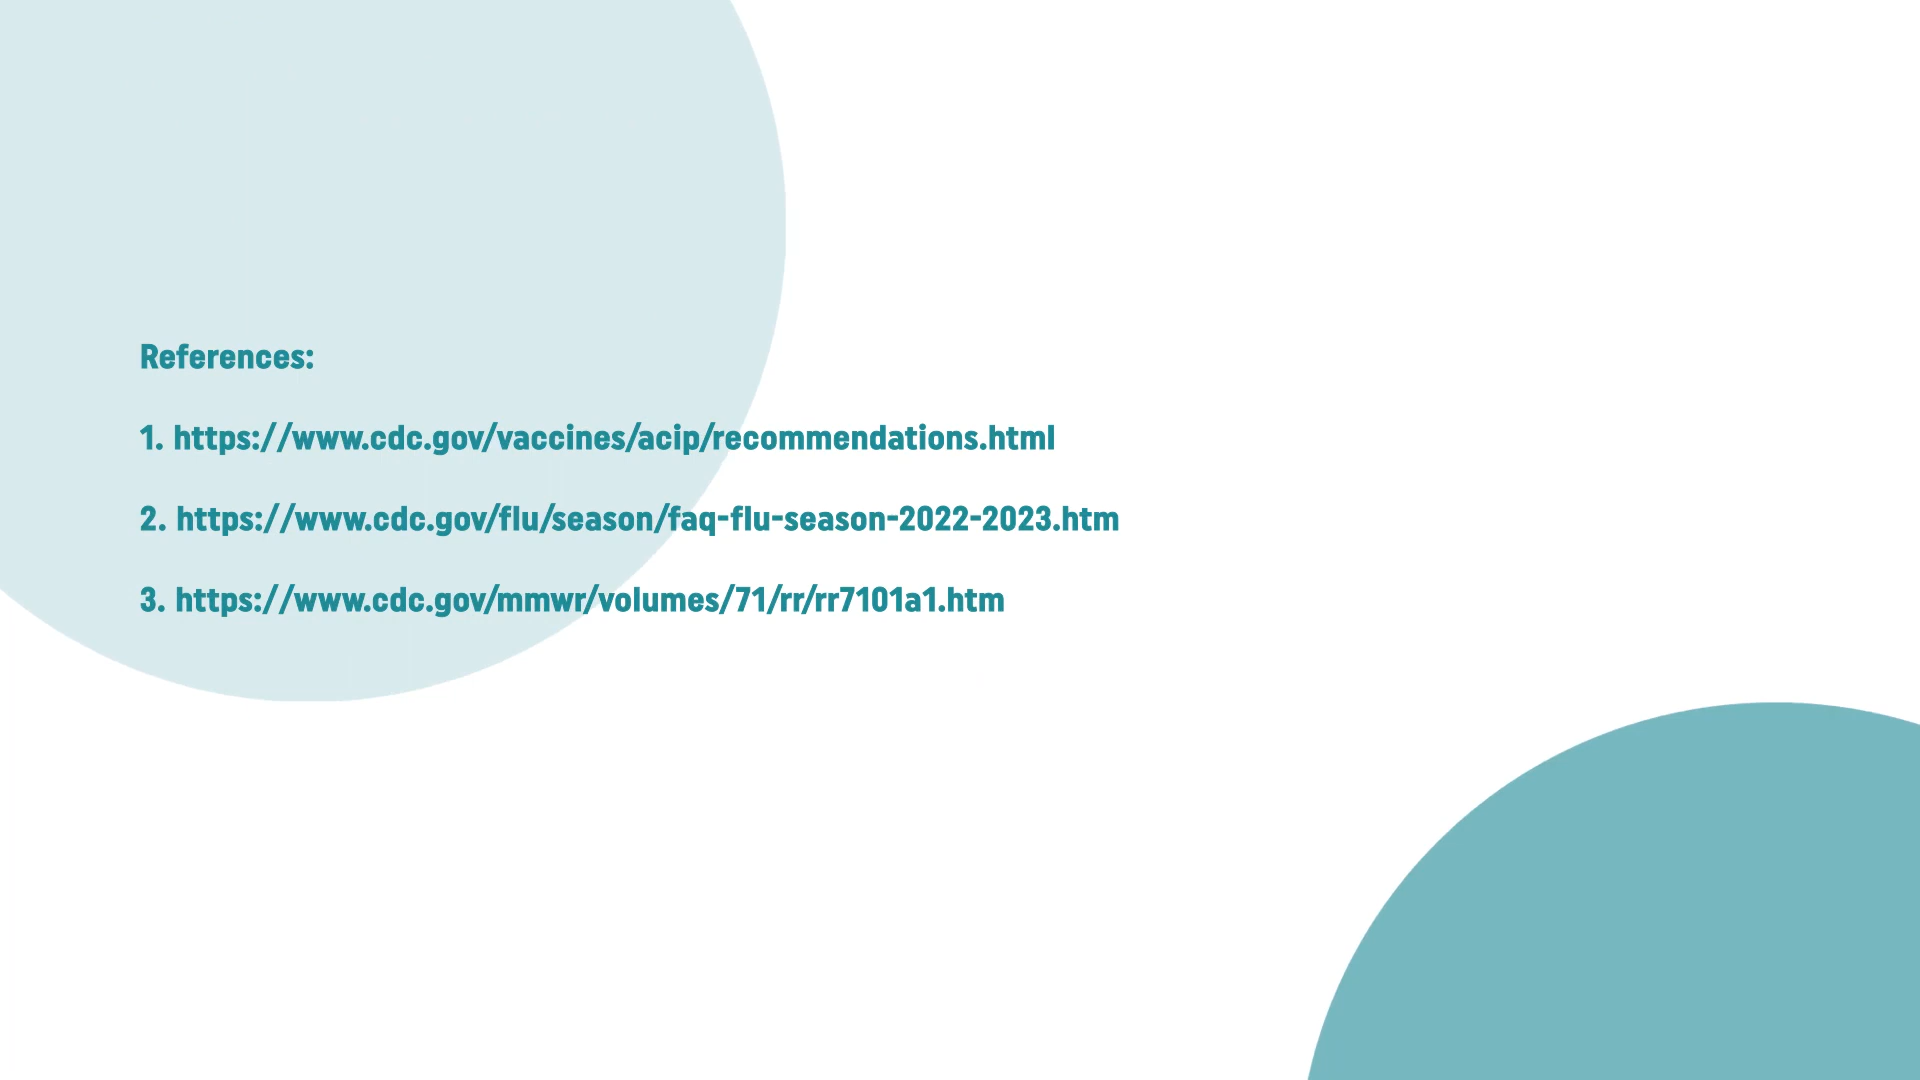 References:
1. https://www.cdc.gov/vaccines/acip/recommendations.html
2. https://www.cdc.gov/flu/season/faq-flu-season-2022-2023.htm
3. https://www.cdc.gov/mmwr/volumes/71/rr/rr7101a1.htm